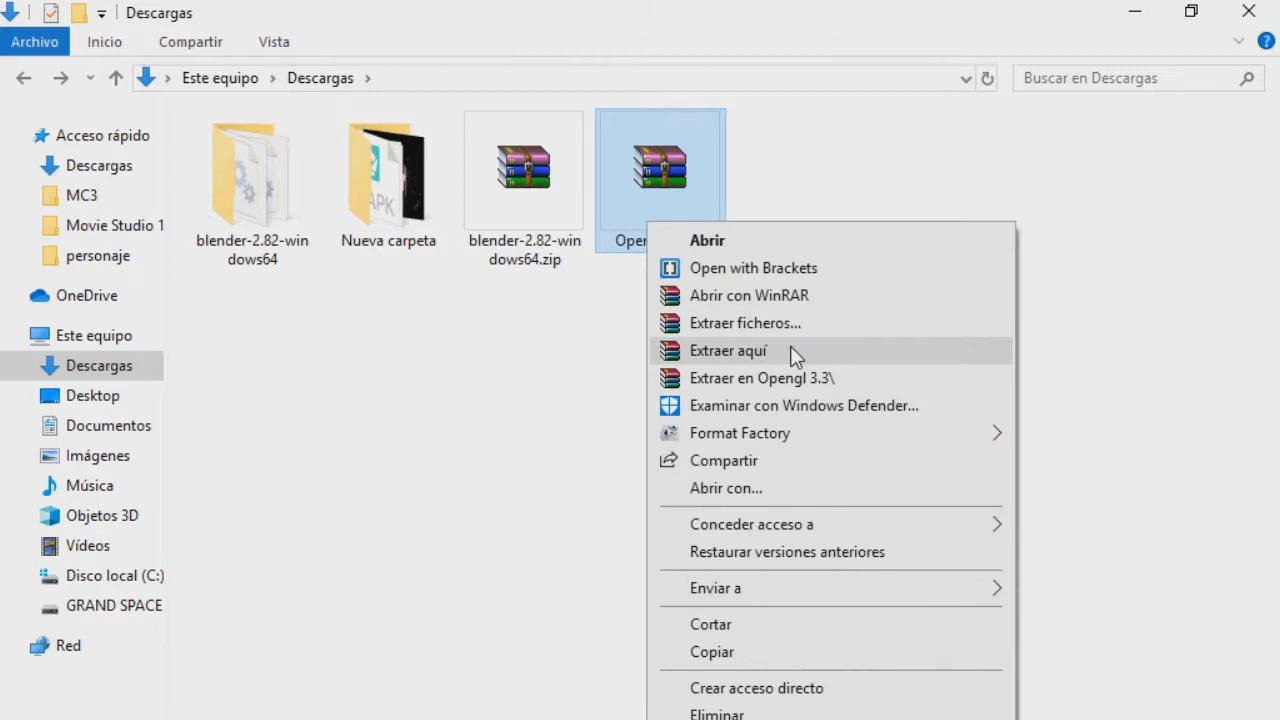 Descargas
Archivo Inicio Compartir Vista
Este equipo Descargas
Buscar en Descargas
Acceso rápido
Descargas
MC3
Movie Studio 1
personaje
OneDrive
Este equipo
Descargas
Desktop
Documentos
Imágenes
Música
Objetos 3D
Vídeos
Disco local (C:)
GRAND SPACE
Red
APK
blender-2.82-win
dows64
Nueva carpeta
blender-2.82-win
dows64.zip
Open
Abrir
Open with Brackets
Abrir con WinRAR
Extraer ficheros...
Extraer aquí
Extraer en Opengl 3.3\
Examinar con Windows Defender...
Format Factory
Compartir
Abrir con...
Conceder acceso a
Restaurar versiones anteriores
Enviar a
Cortar
Copiar
Crear acceso directo
Eliminar